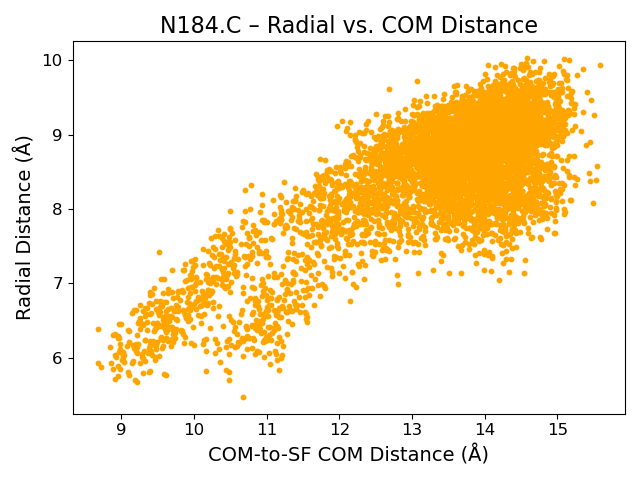 N184.C – Radial vs. COM Distance
10
9
8
7
6
Radial Distance (Å)
9 10 11 12 13 14 15
COM-to-SF COM Distance (Å)